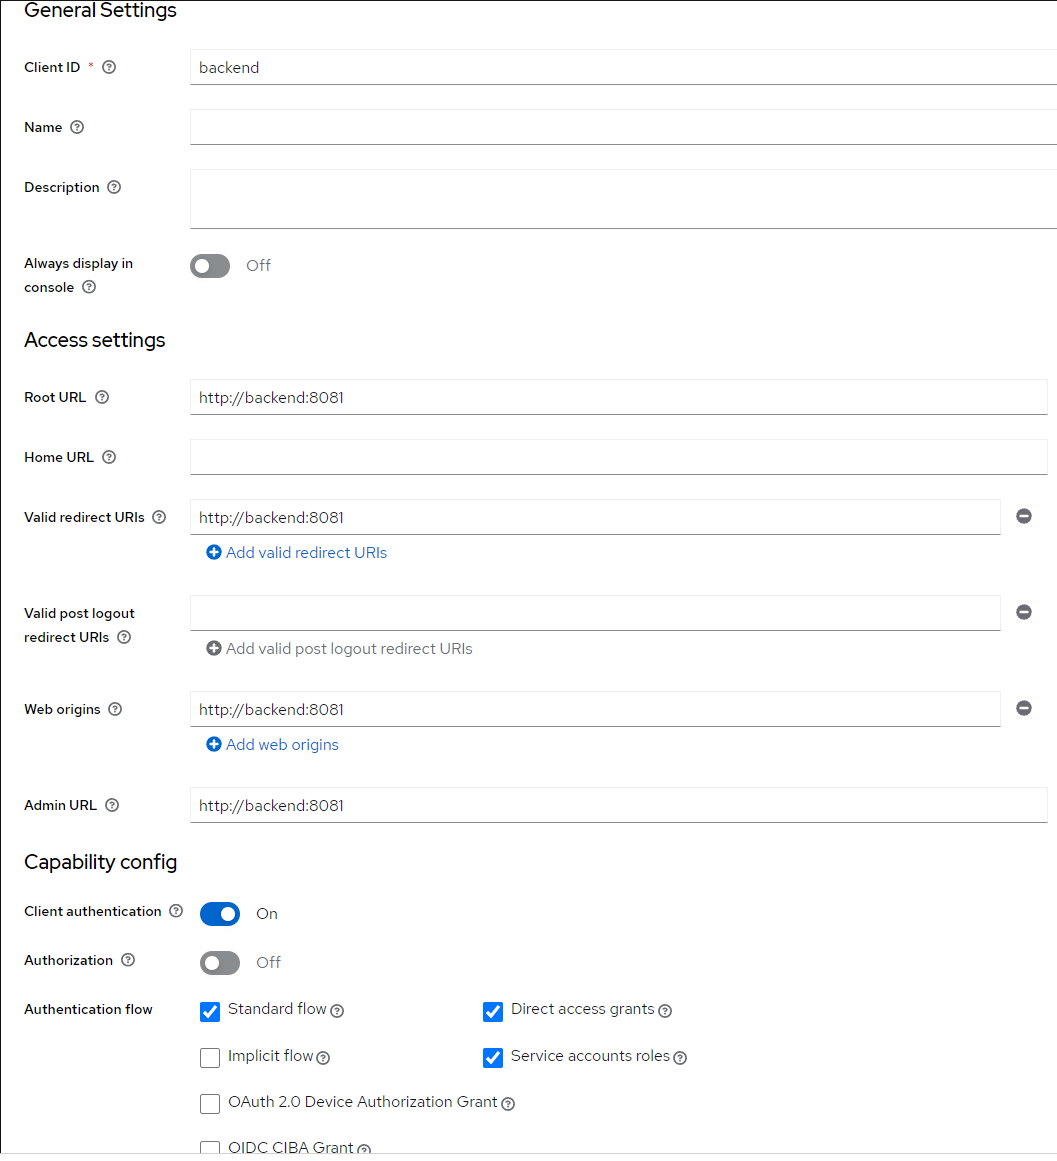 General Settings
Client ID *
backend
Name
Description
Always display in
console
Off
Access settings
Root URL
http://backend:8081
Home URL
Valid redirect URIs
http://backend:8081
Add valid redirect URIs
Valid post logout
redirect URIs
Add valid post logout redirect URIs
Web origins
http://backend:8081
Add web origins
Admin URL
http://backend:8081
Capability config
Client authentication
On
Authorization
Off
Authentication flow
Standard flow
Direct access grants
Implicit flow
Service accounts roles
OAuth 2.0 Device Authorization Grant
OIDC CIBA Grant